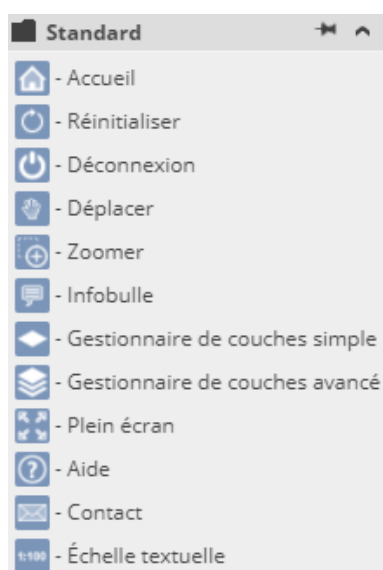 Standard
- Accueil
- Réinitialiser
- Déconnexion
- Déplacer
- Zoomer
- Infobulle
- Gestionnaire de couches simple
- Gestionnaire de couches avancé
- Plein écran
? - Aide
- Contact
1:100 - Échelle textuelle